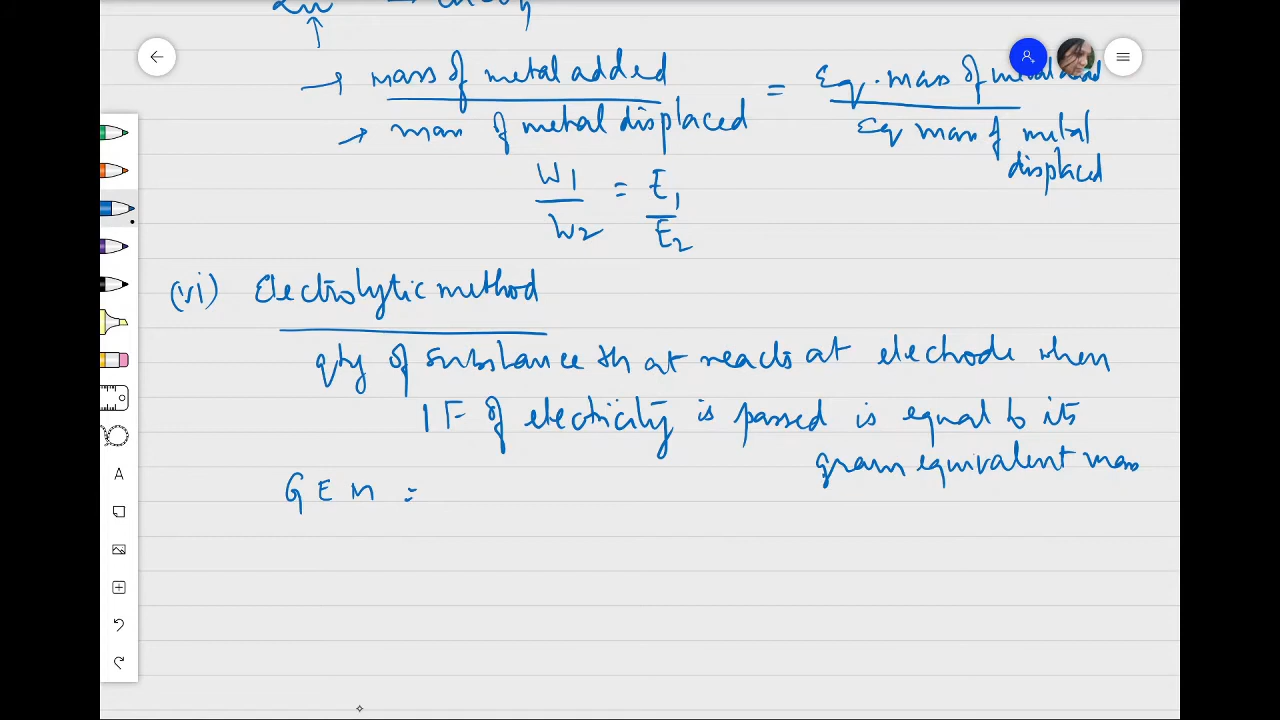 mass of metal added = Eq. mass of metal
mass of metal displaced Eq mass of metal displaced
W1 = E1
W2 E2
(vi) Electrolytic method
qty of substance that reacts at electrode when
1 F of electricity is passed is equal to its
gram equivalent mass
G E M =
A